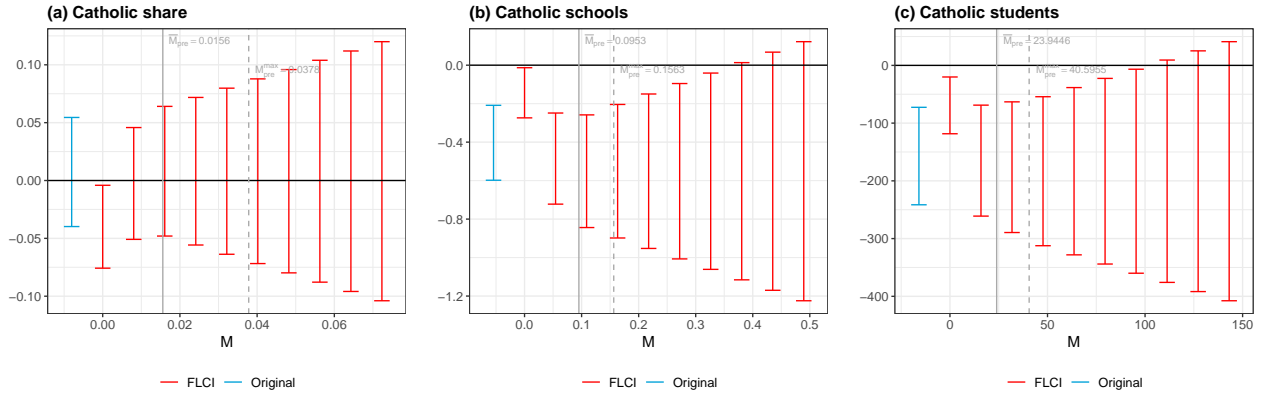 (a) Catholic share
M̅pre = 0.0156
M^max_pre = 0.0378
0.10
0.05
0.00
−0.05
−0.10
0.00 0.02 0.04 0.06
M
FLCI Original
(b) Catholic schools
M̅pre = 0.0953
M^max_pre = 0.1563
0.0
−0.4
−0.8
−1.2
0.0 0.1 0.2 0.3 0.4 0.5
M
FLCI Original
(c) Catholic students
M̅pre = 23.9446
M^max_pre = 40.5955
0
−100
−200
−300
−400
0 50 100 150
M
FLCI Original